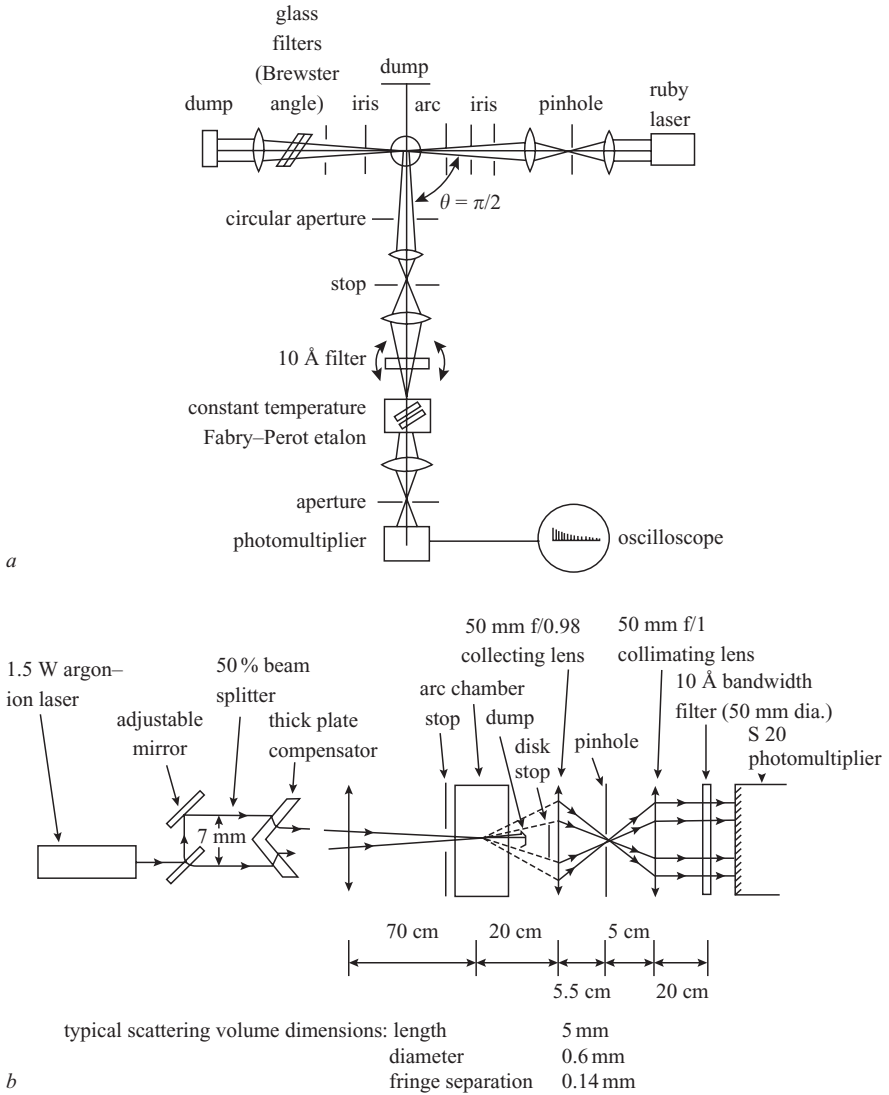 glass
filters
(Brewster
angle)
dump
dump
iris
arc
iris
pinhole
ruby
laser
θ = π/2
circular aperture
stop
10 Å filter
constant temperature
Fabry–Perot etalon
aperture
photomultiplier
oscilloscope
a
1.5 W argon–
ion laser
adjustable
mirror
50 % beam
splitter
thick plate
compensator
7 mm
50 mm f/0.98
collecting lens
arc chamber
stop
dump
disk
stop
pinhole
50 mm f/1
collimating lens
10 Å bandwidth
filter (50 mm dia.)
S 20
photomultiplier
70 cm
20 cm
5.5 cm
5 cm
20 cm
typical scattering volume dimensions: length 5 mm
diameter 0.6 mm
fringe separation 0.14 mm
b